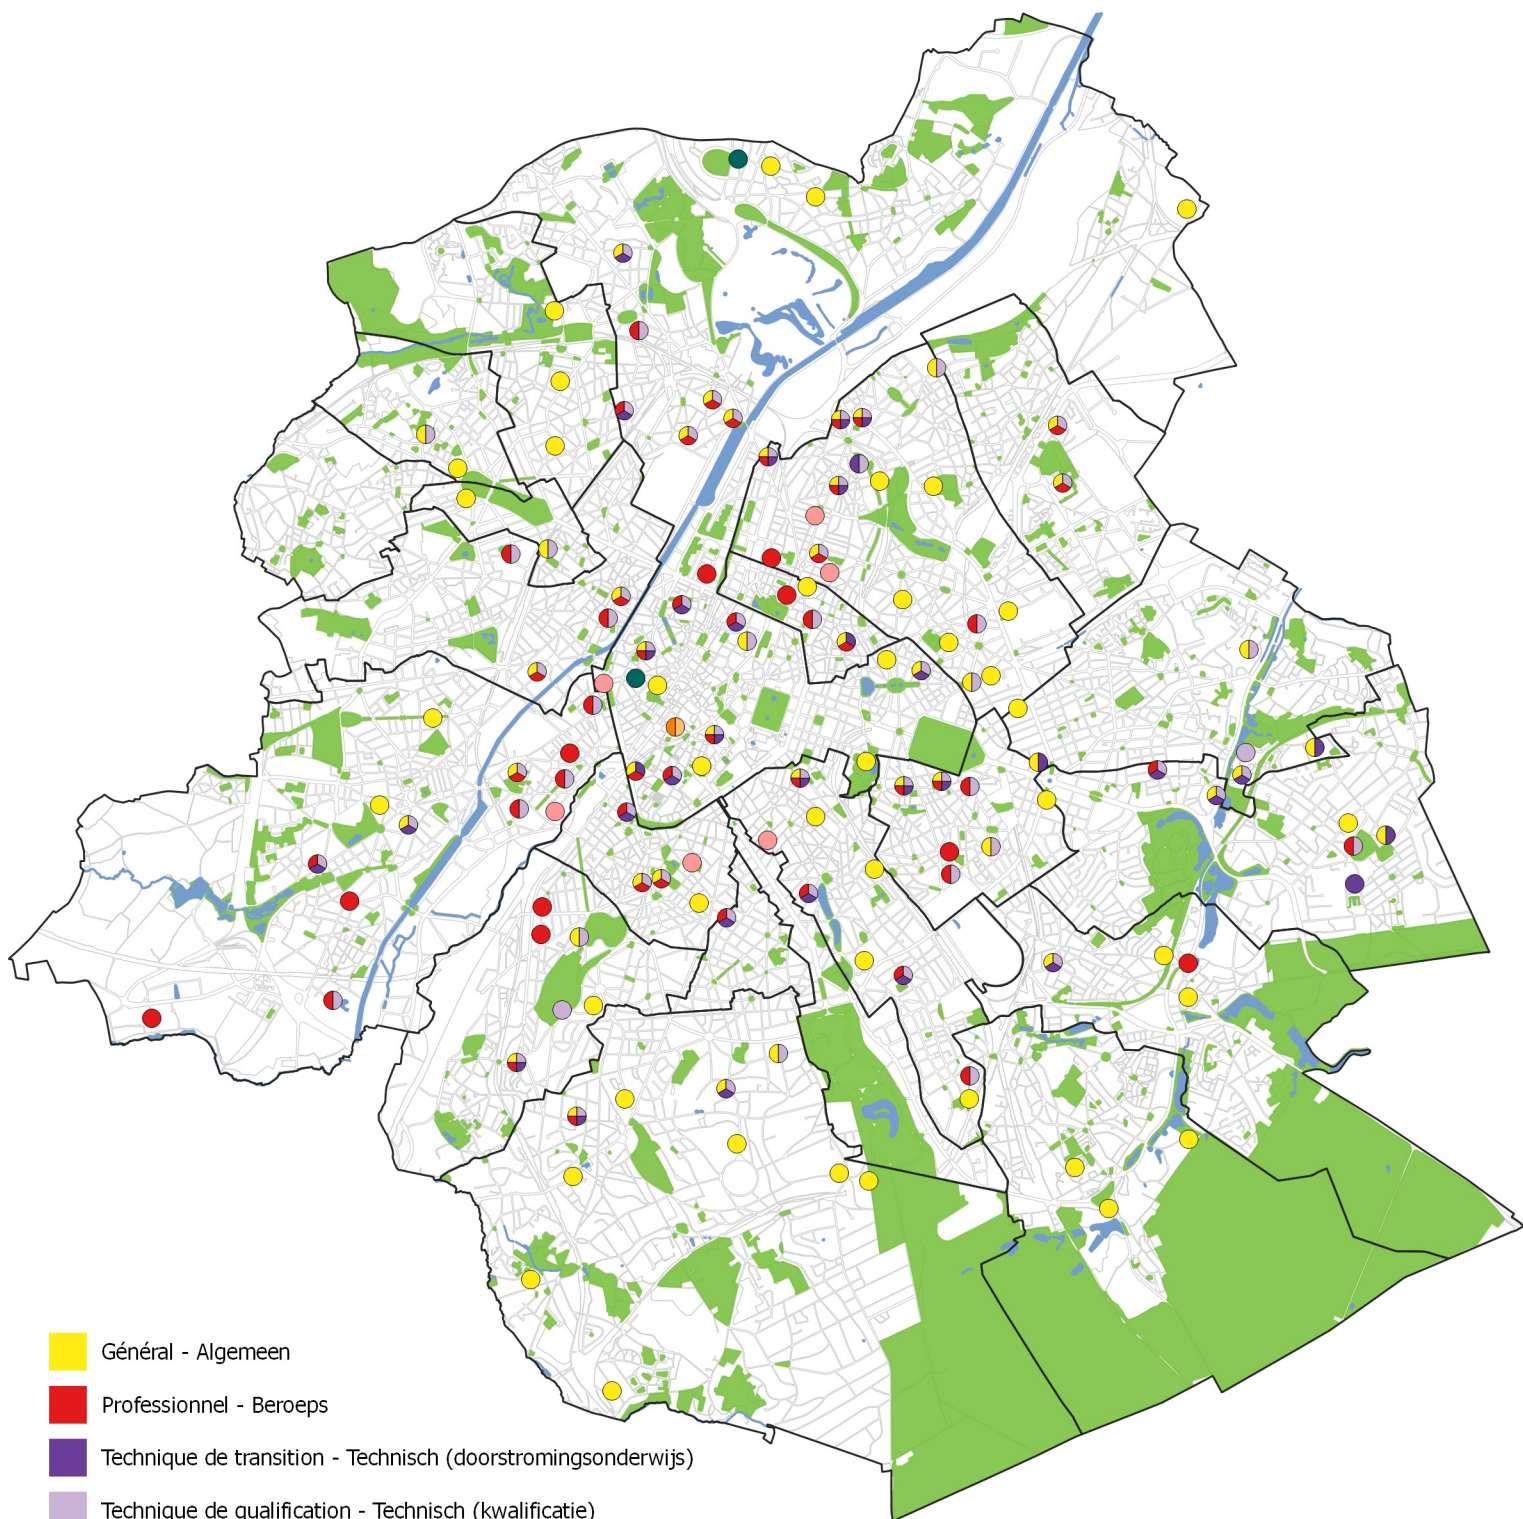 Général - Algemeen
Professionnel - Beroeps
Technique de transition - Technisch (doorstromingsonderwijs)
Technique de qualification - Technisch (kwalificatie)